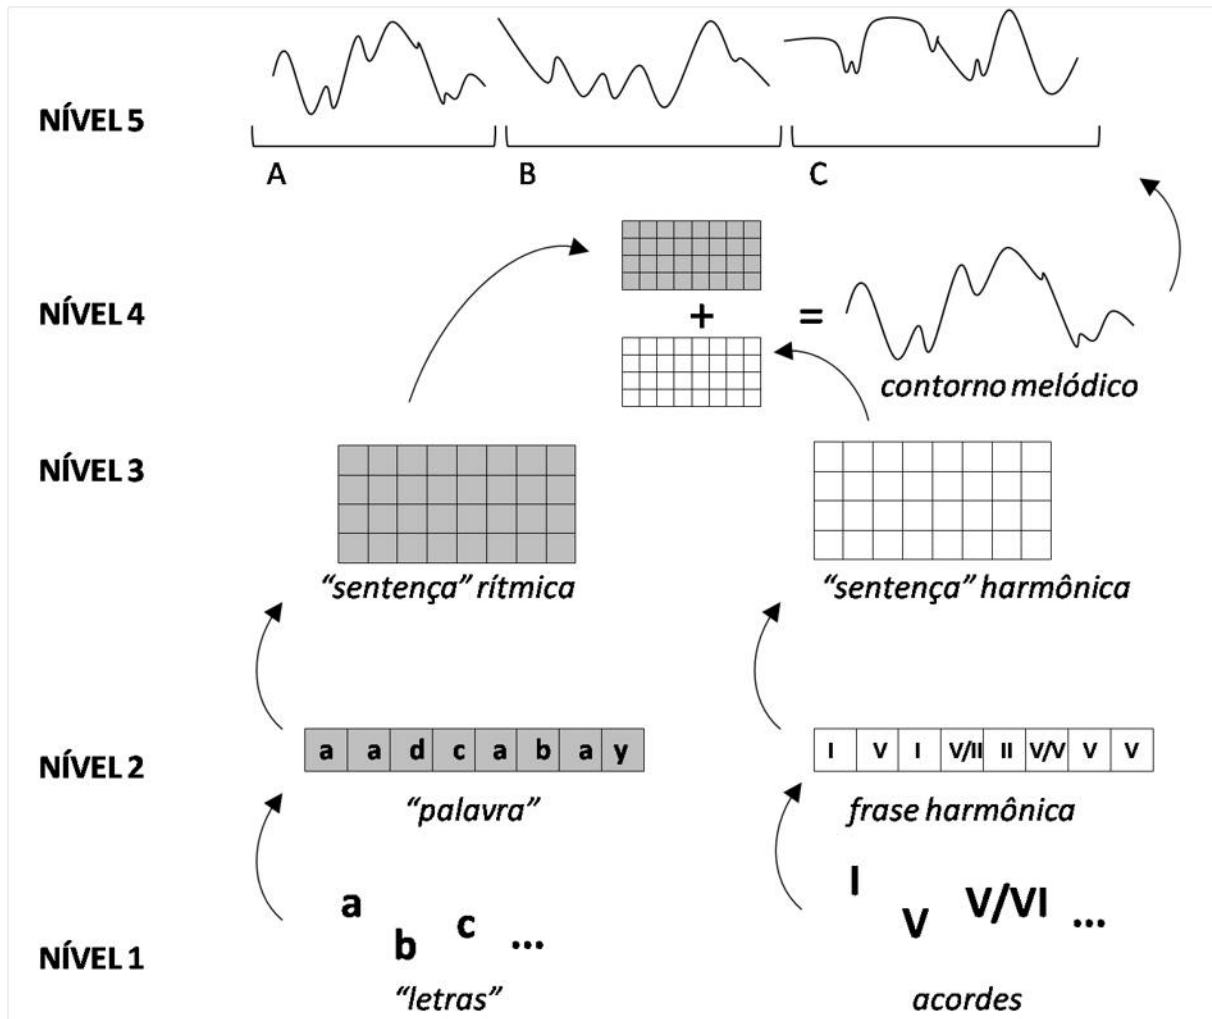 NÍVEL 5
A B C
NÍVEL 4
+ =
contorno melódico
NÍVEL 3
“sentença” rítmica “sentença” harmônica
NÍVEL 2
a a d c a b a y I V I V/II II V/V V V
“palavra” frase harmônica
a b c ... I V V/VI ...
NÍVEL 1
“letras” acordes